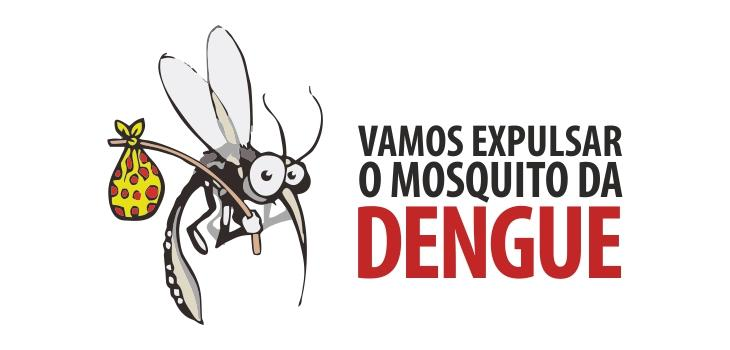 VAMOS EXPULSAR
O MOSQUITO DA
DENGUE